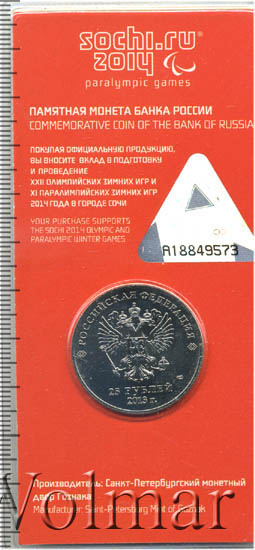 sochi.ru
2014
paralympic games
ПАМЯТНАЯ МОНЕТА БАНКА РОССИИ
COMMEMORATIVE COIN OF THE BANK OF RUSSIA
ПОКУПАЯ ОФИЦИАЛЬНУЮ ПРОДУКЦИЮ,
ВЫ ВНОСИТЕ ВКЛАД В ПОДГОТОВКУ
И ПРОВЕДЕНИЕ
XXII ОЛИМПИЙСКИХ ЗИМНИХ ИГР И
XI ПАРАЛИМПИЙСКИХ ЗИМНИХ ИГР
2014 ГОДА В ГОРОДЕ СОЧИ
YOUR PURCHASE SUPPORTS
THE SOCHI 2014 OLYMPIC AND
PARALYMPIC WINTER GAMES
A18849573
РОССИЙСКАЯ ФЕДЕРАЦИЯ
25 РУБЛЕЙ
2013 г.
Производитель: Санкт-Петербургский монетный
двор Гознака
Manufacturer: Saint-Petersburg Mint of Goznak
Volmar